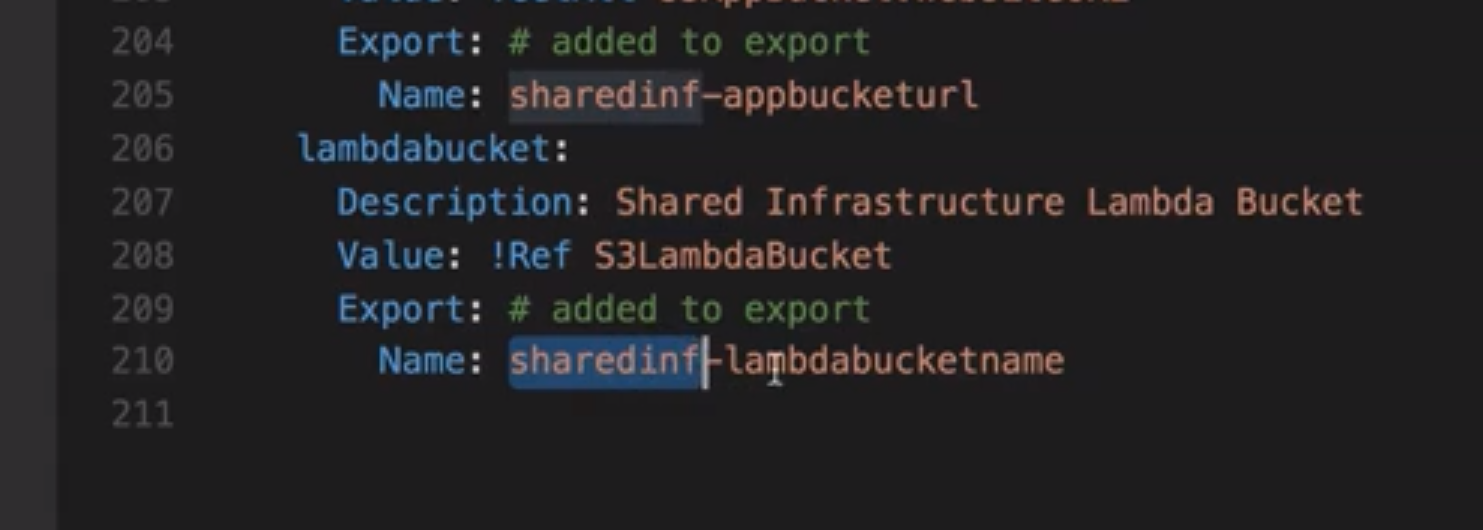 204 Export: # added to export
205 Name: sharedinf-appbucketurl
206 lambdabucket:
207 Description: Shared Infrastructure Lambda Bucket
208 Value: !Ref S3LambdaBucket
209 Export: # added to export
210 Name: sharedinf-lambdabucketname
211